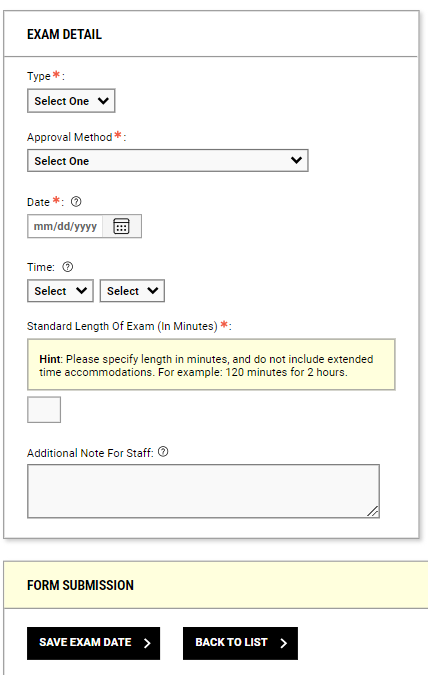 EXAM DETAIL
Type*:
Select One
Approval Method*:
Select One
Date*: ?
mm/dd/yyyy
Time: ?
Select Select
Standard Length Of Exam (In Minutes) *:
Hint: Please specify length in minutes, and do not include extended
time accommodations. For example: 120 minutes for 2 hours.
Additional Note For Staff: ?
FORM SUBMISSION
SAVE EXAM DATE > BACK TO LIST >